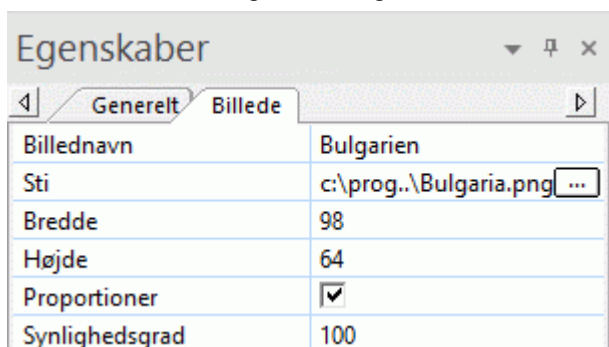 Egenskaber
Generelt Billede
Billednavn Bulgarien
Sti c:\prog..\Bulgaria.png ...
Bredde 98
Højde 64
Proportioner
Synlighedsgrad 100